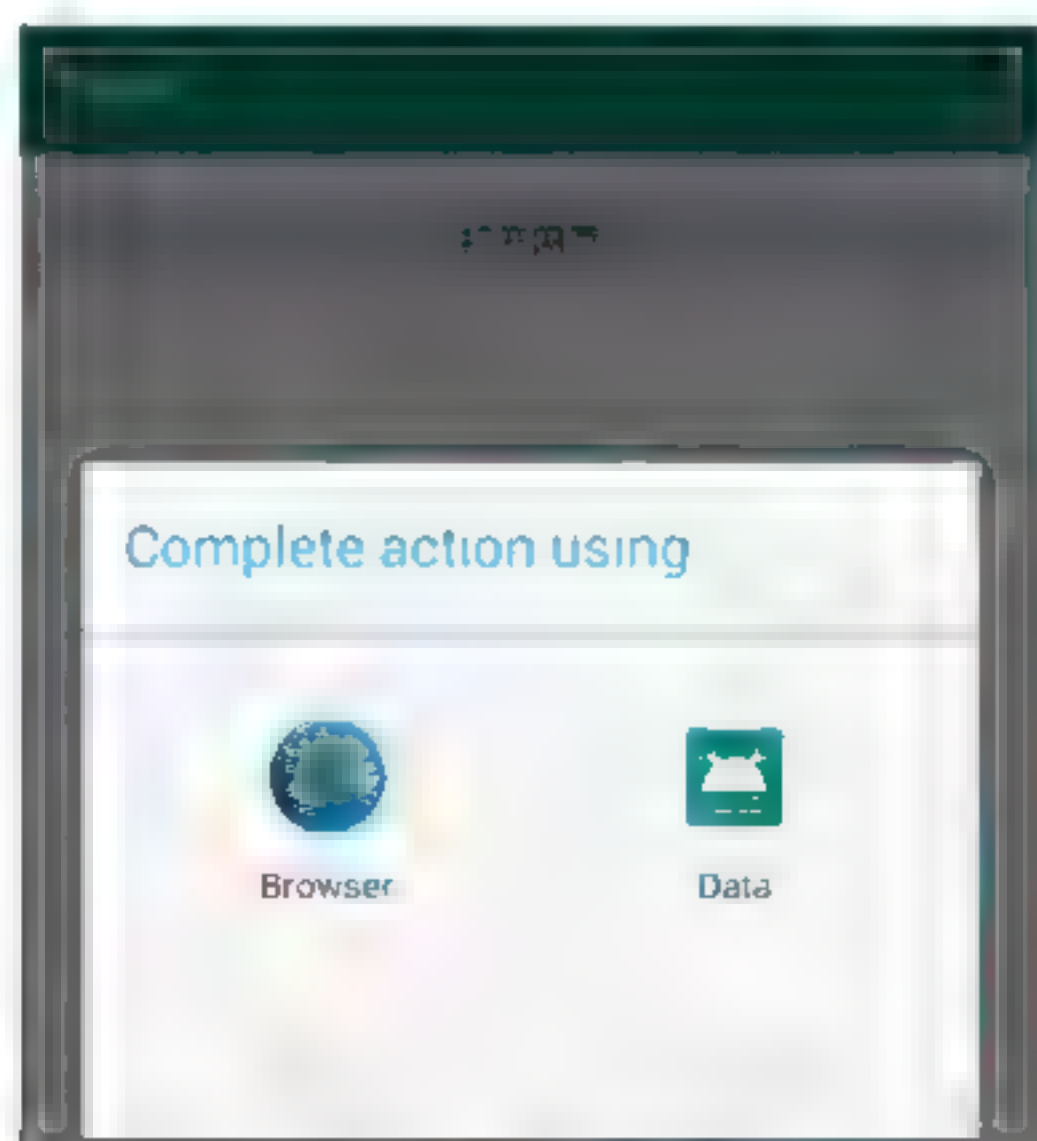 Complete action using
Browser
Data